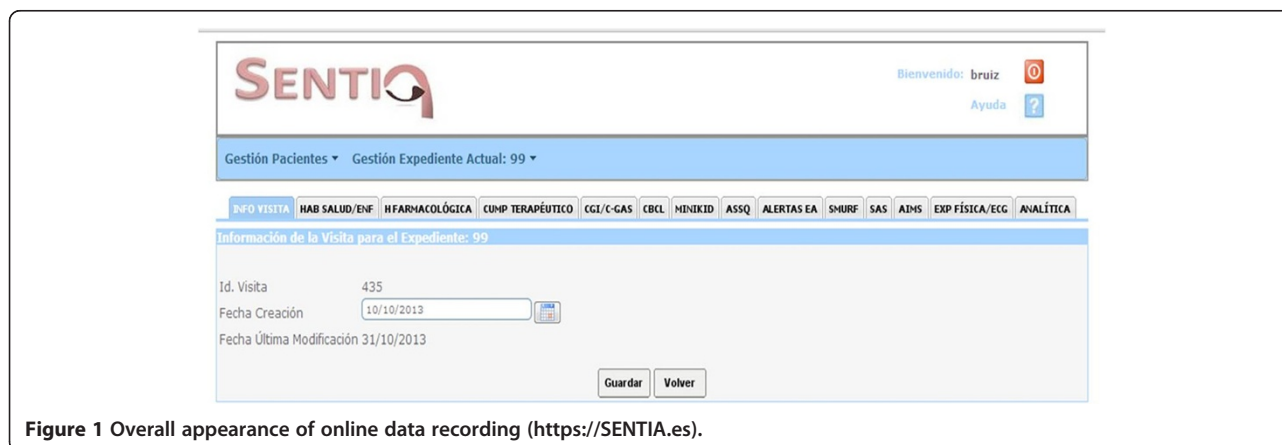 SENTIA
Bienvenido: bruiz
Ayuda ?
Gestión Pacientes Gestión Expediente Actual: 99
INFO VISITA HAB SALUD/ENF H FARMACOLÓGICA CUMP TERAPÉUTICO CGI/C-GAS CBCL MINIKID ASSQ ALERTAS EA SMURF SAS AIMS EXP FÍSICA/ECG ANALÍTICA
Información de la Visita para el Expediente: 99
Id. Visita 435
Fecha Creación 10/10/2013
Fecha Última Modificación 31/10/2013
Guardar Volver
Figure 1 Overall appearance of online data recording (https://SENTIA.es).